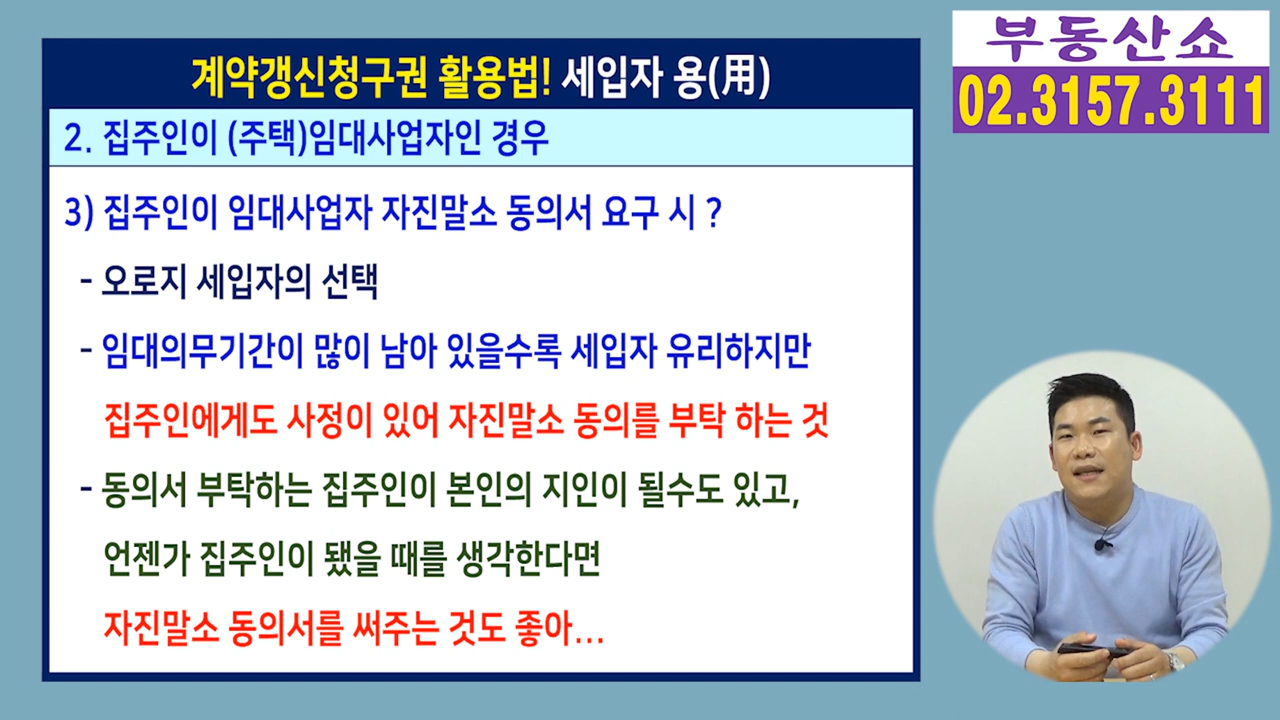 부동산쇼
02.3157.3111
계약갱신청구권 활용법! 세입자 용(用)
2. 집주인이 (주택)임대사업자인 경우
3) 집주인이 임대사업자 자진말소 동의서 요구 시 ?
- 오로지 세입자의 선택
- 임대의무기간이 많이 남아 있을수록 세입자 유리하지만
집주인에게도 사정이 있어 자진말소 동의를 부탁 하는 것
- 동의서 부탁하는 집주인이 본인의 지인이 될수도 있고,
언젠가 집주인이 됐을 때를 생각한다면
자진말소 동의서를 써주는 것도 좋아...